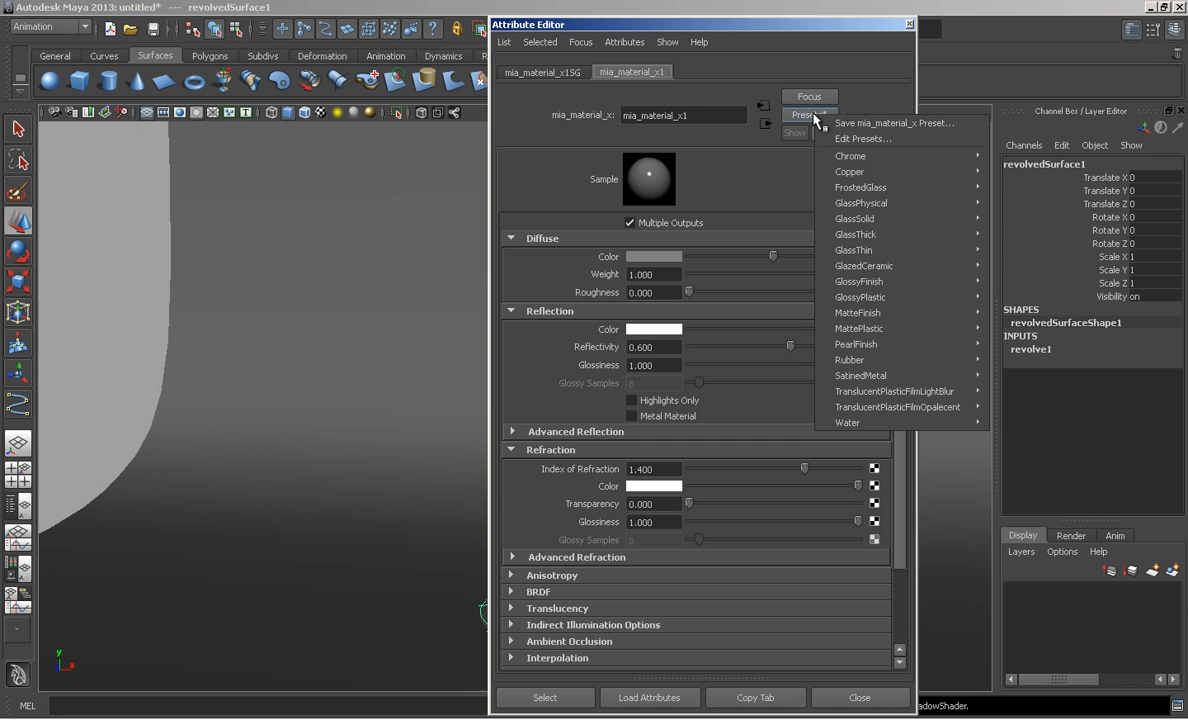 Autodesk Maya 2013: untitled* --- revolvedSurface1
Attribute Editor
Animation
List Selected Focus Attributes Show Help
General Curves Surfaces Polygons Subdivs Deformation Animation Dynamics
mia_material_x1SG mia_material_x1
Focus
mia_material_x: mia_material_x1
Show
Save mia_material_x Preset...
Edit Presets...
Chrome
Copper
FrostedGlass
GlassPhysical
GlassSolid
GlassThick
GlassThin
GlazedCeramic
GlossyFinish
GlossyPlastic
MatteFinish
MattePlastic
PearlFinish
Rubber
SatinedMetal
TranslucentPlasticFilmLightBlur
TranslucentPlasticFilmOpalescent
Water
Sample
Multiple Outputs
Diffuse
Color
Weight 1.000
Roughness 0.000
Reflection
Color
Reflectivity 0.600
Glossiness 1.000
Glossy Samples 8
Highlights Only
Metal Material
Advanced Reflection
Refraction
Index of Refraction 1.400
Color
Transparency 0.000
Glossiness 1.000
Glossy Samples 8
Advanced Refraction
Anisotropy
BRDF
Translucency
Indirect Illumination Options
Ambient Occlusion
Interpolation
Select Load Attributes Copy Tab Close
Channel Box / Layer Editor
Channels Edit Object Show
revolvedSurface1
Translate X 0
Translate Y 0
Translate Z 0
Rotate X 0
Rotate Y 0
Rotate Z 0
Scale X 1
Scale Y 1
Scale Z 1
Visibility on
SHAPES
revolvedSurfaceShape1
INPUTS
revolve1
Display Render Anim
Layers Options Help
y
x
MEL
adowShader.